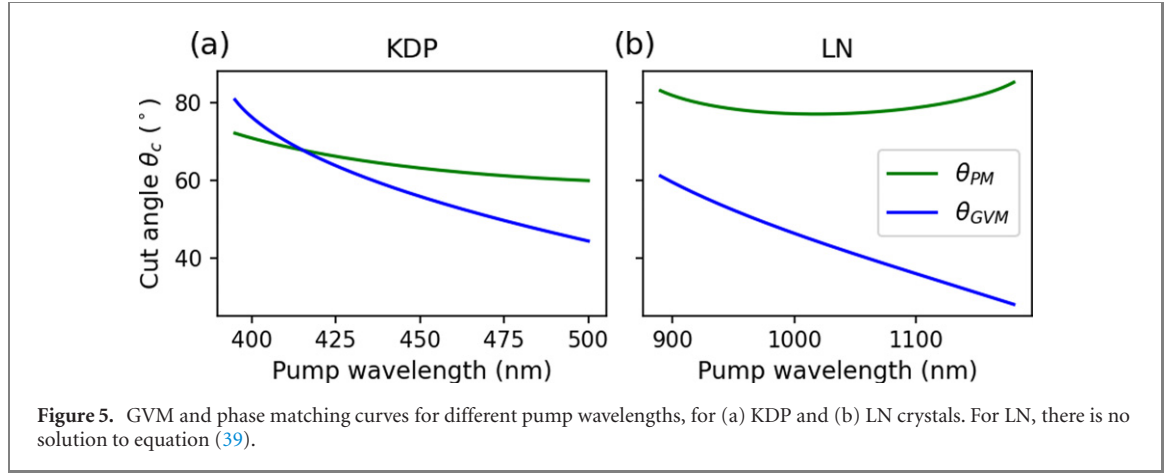 (a)
KDP
(b)
LN
Cut angle θc (°)
80
60
40
400 425 450 475 500
Pump wavelength (nm)
θPM
θGVM
900 1000 1100
Pump wavelength (nm)
Figure 5. GVM and phase matching curves for different pump wavelengths, for (a) KDP and (b) LN crystals. For LN, there is no
solution to equation (39).